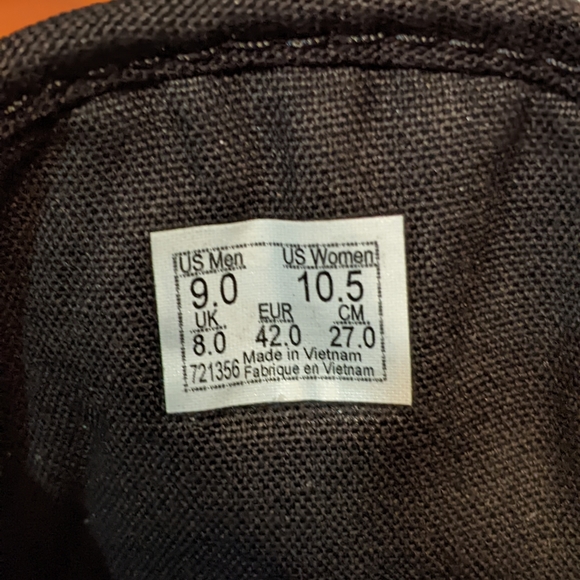 US Men US Women
9.0 10.5
UK EUR CM
8.0 42.0 27.0
Made in Vietnam
721356 Fabrique en Vietnam